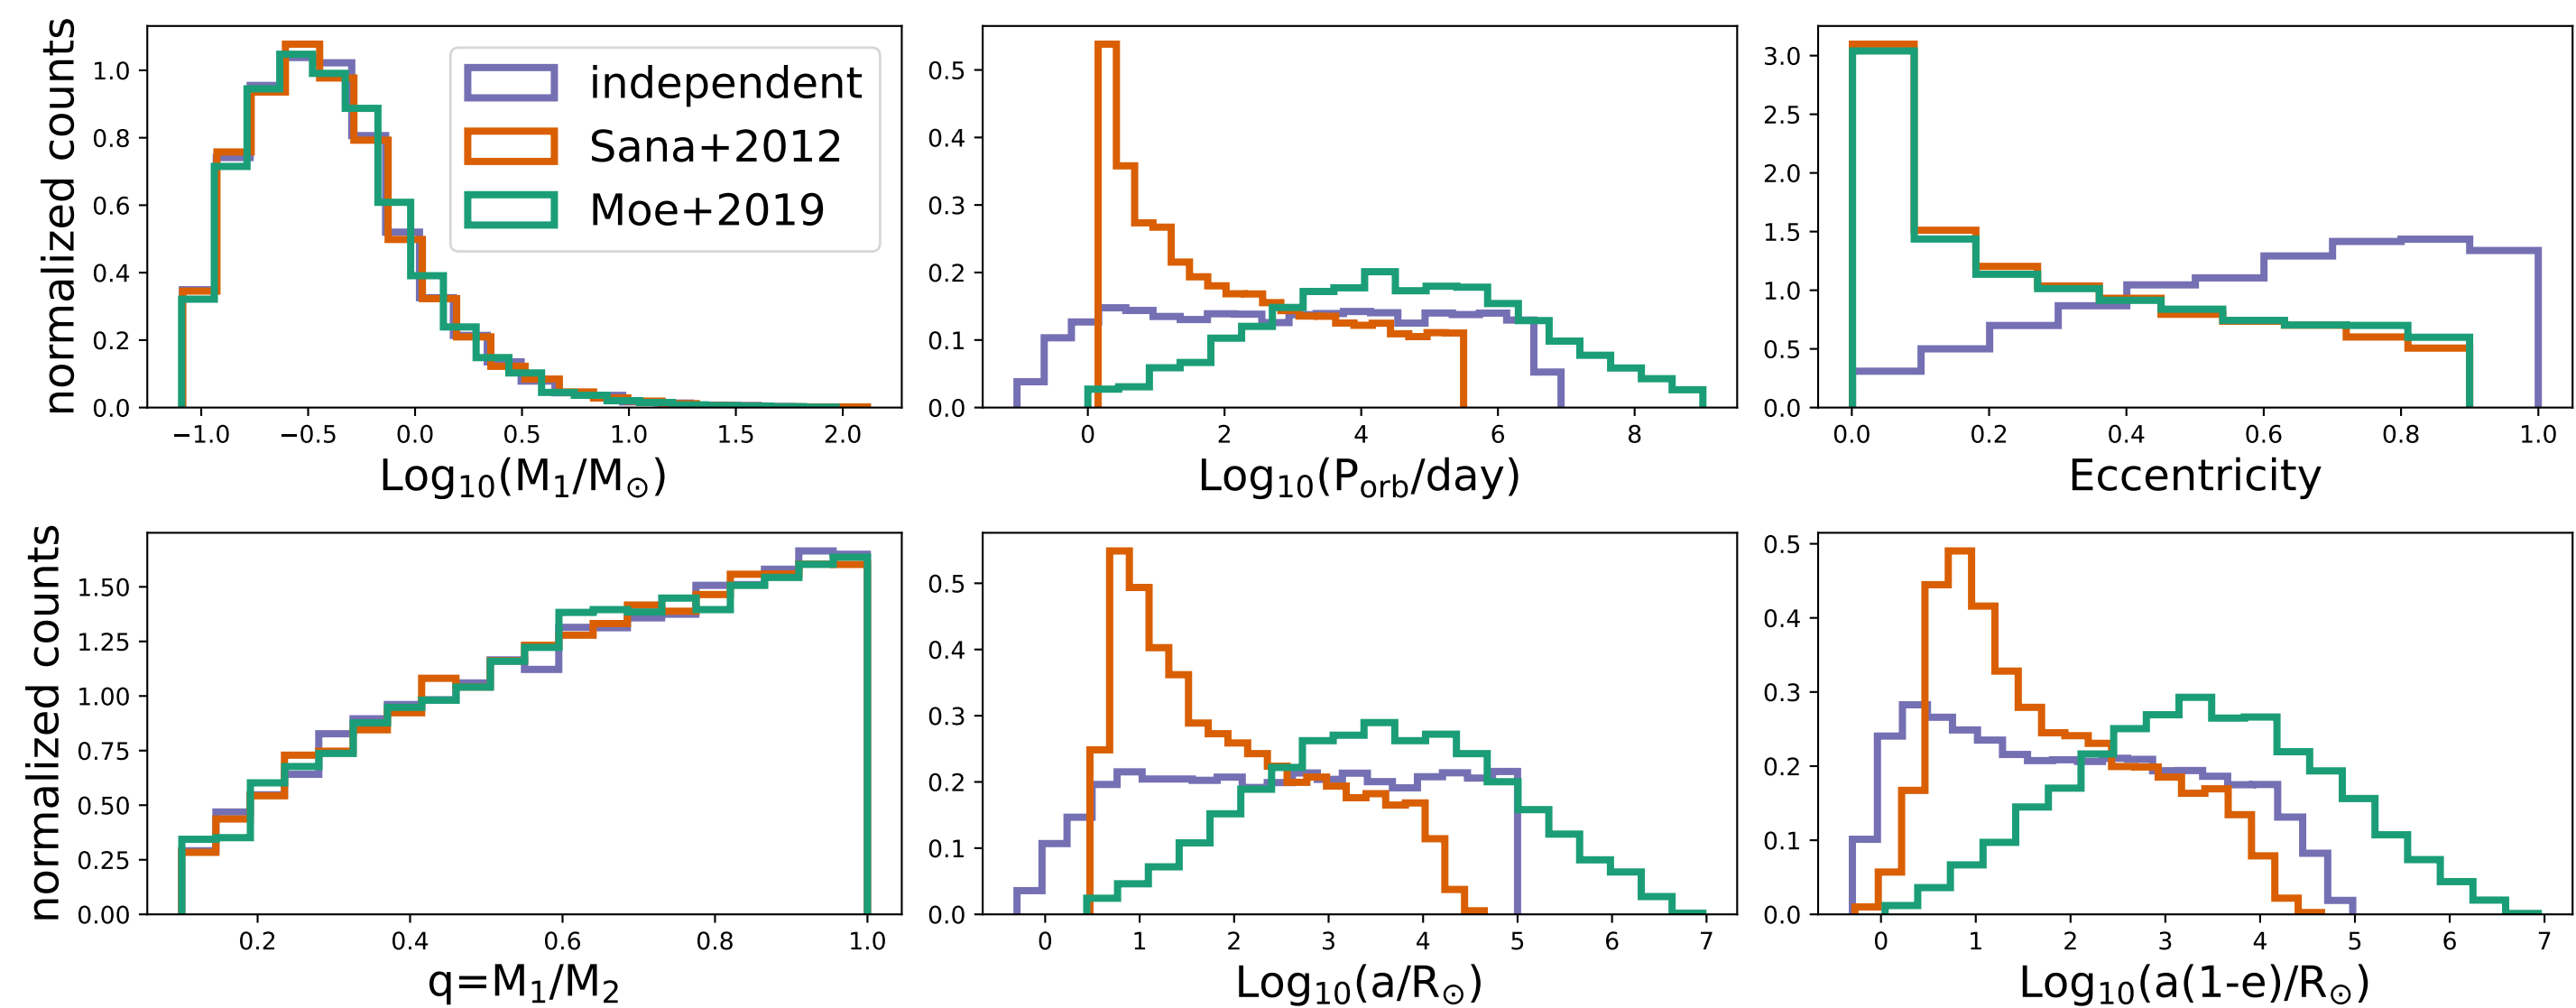 normalized counts
1.0
0.8
0.6
0.4
0.2
0.0
−1.0 −0.5 0.0 0.5 1.0 1.5 2.0
Log₁₀(M₁/M☉)
independent
Sana+2012
Moe+2019
0.5
0.4
0.3
0.2
0.1
0.0
0 2 4 6 8
Log₁₀(Pₒᵣb/day)
3.0
2.5
2.0
1.5
1.0
0.5
0.0
0.0 0.2 0.4 0.6 0.8 1.0
Eccentricity
normalized counts
1.50
1.25
1.00
0.75
0.50
0.25
0.00
0.2 0.4 0.6 0.8 1.0
q=M₁/M₂
0.5
0.4
0.3
0.2
0.1
0.0
0 1 2 3 4 5 6 7
Log₁₀(a/R☉)
0.5
0.4
0.3
0.2
0.1
0.0
0 1 2 3 4 5 6 7
Log₁₀(a(1-e)/R☉)